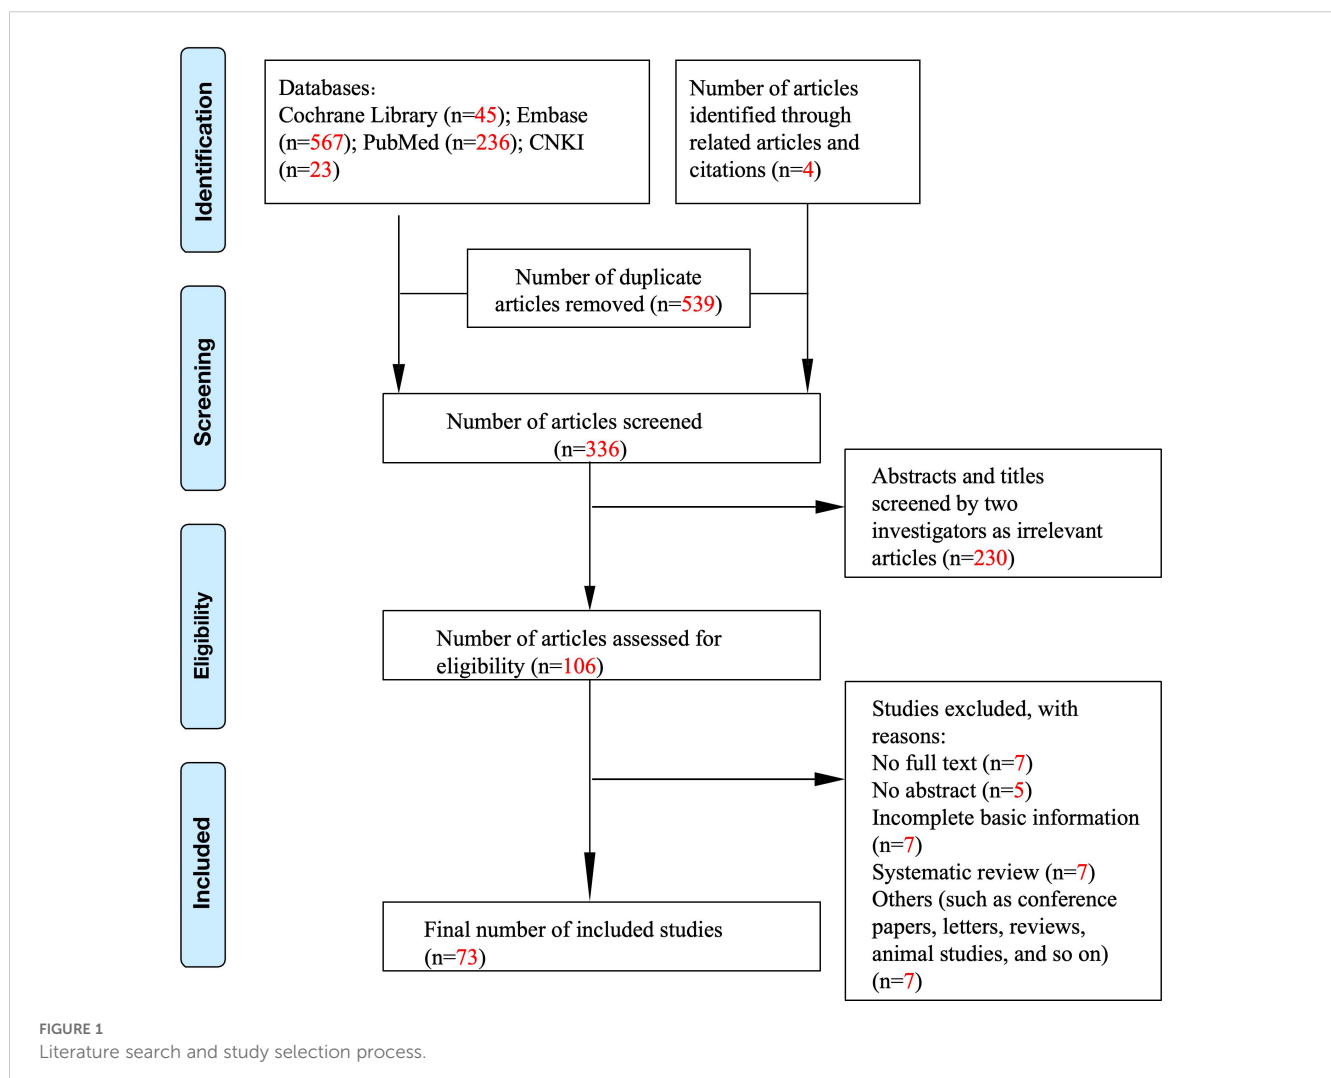 Identification
Databases:
Cochrane Library (n=45); Embase
(n=567); PubMed (n=236); CNKI
(n=23)
Number of articles
identified through
related articles and
citations (n=4)
Number of duplicate
articles removed (n=539)
Screening
Number of articles screened
(n=336)
Abstracts and titles
screened by two
investigators as irrelevant
articles (n=230)
Eligibility
Number of articles assessed for
eligibility (n=106)
Studies excluded, with
reasons:
No full text (n=7)
No abstract (n=5)
Incomplete basic information
(n=7)
Systematic review (n=7)
Others (such as conference
papers, letters, reviews,
animal studies, and so on)
(n=7)
Included
Final number of included studies
(n=73)
FIGURE 1
Literature search and study selection process.